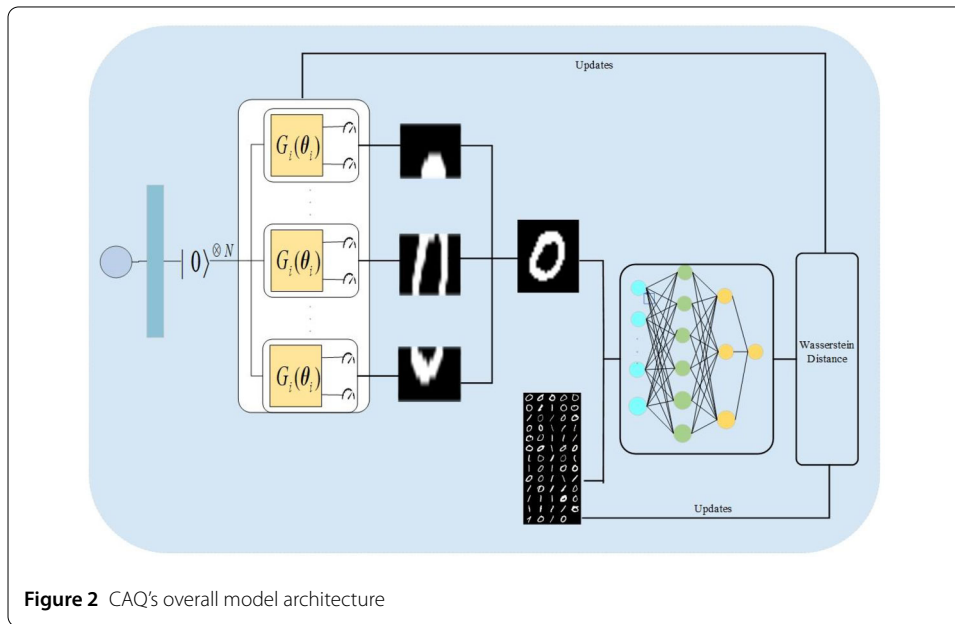 Updates
G_i(θ_i)
|0⟩^{⊗N}
G_i(θ_i)
G_i(θ_i)
Wasserstein
Distance
Updates
Figure 2 CAQ's overall model architecture